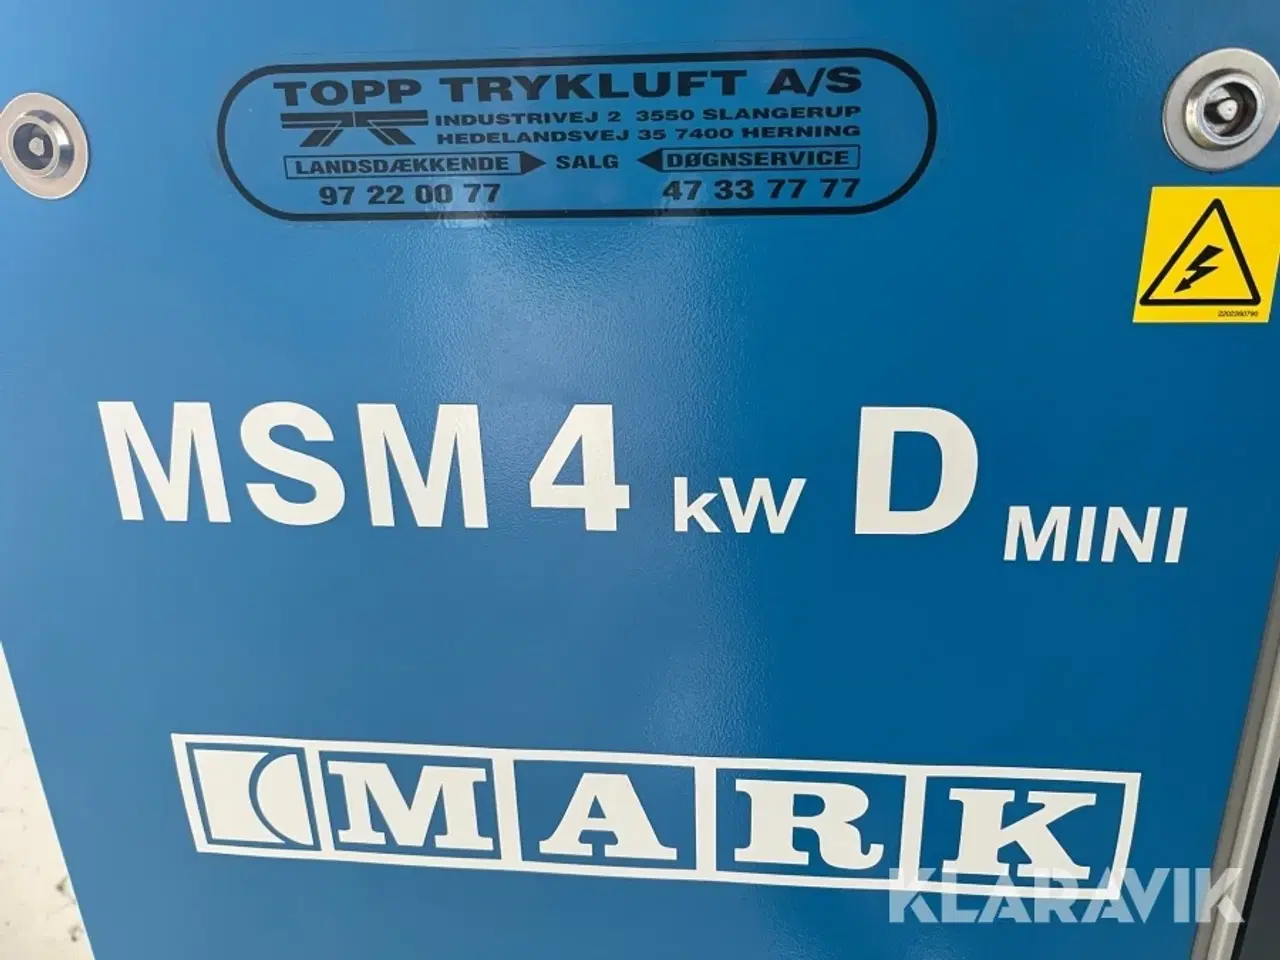 TOPP TRYKLUFT A/S
INDUSTRIVEJ 2 3550 SLANGERUP
HEDELANDSVEJ 35 7400 HERNING
LANDSDÆKKENDE SALG DØGNSERVICE
97 22 00 77 47 33 77 77
2202260790
MSM 4 kW D MINI
MARK
KLARAVIK